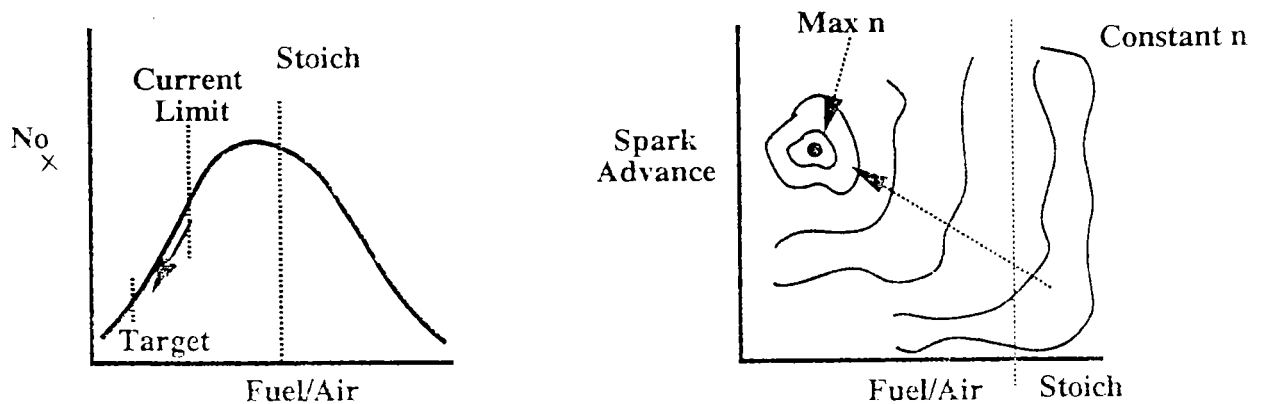 Stoich
Current
Limit
No
x
Target
Fuel/Air
Max n
Constant n
Spark
Advance
Fuel/Air
Stoich